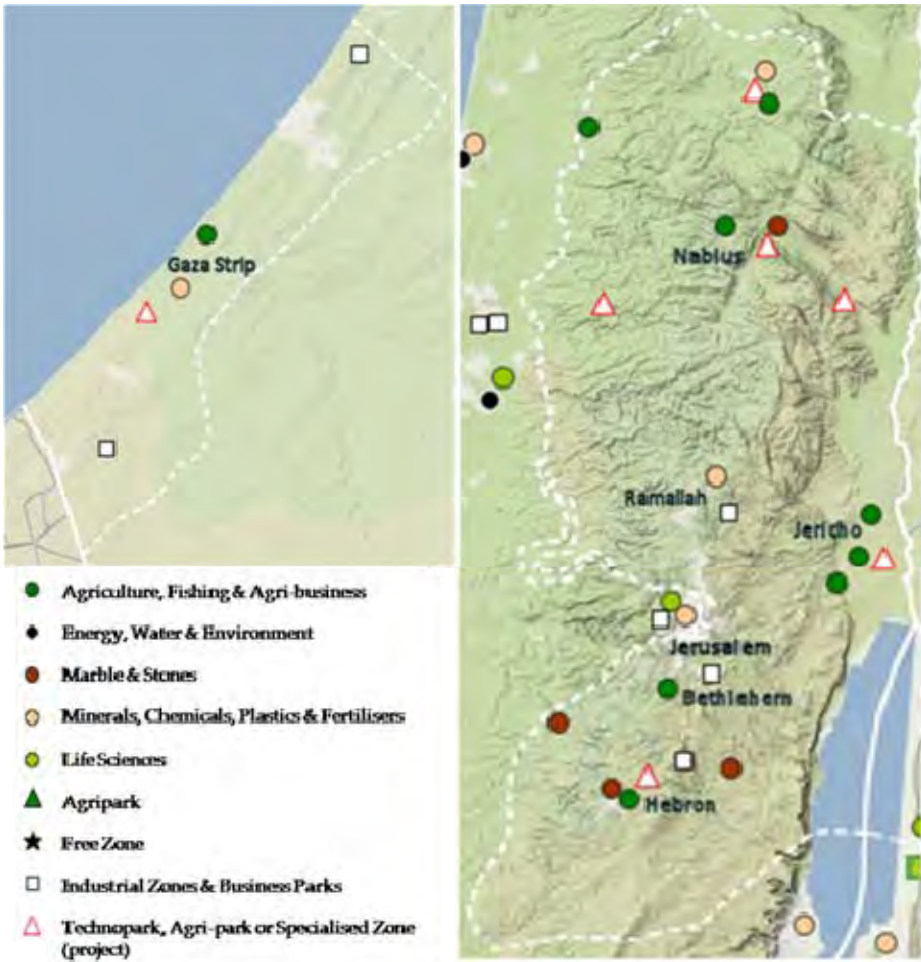 Gaza Strip
Nablus
Ramallah
Jericho
Jerusalem
Bethlehem
Hebron
Agriculture, Fishing & Agri-business
Energy, Water & Environment
Marble & Stones
Minerals, Chemicals, Plastics & Fertilisers
Life Sciences
Agripark
Free Zone
Industrial Zones & Business Parks
Technopark, Agri-park or Specialised Zone
(project)